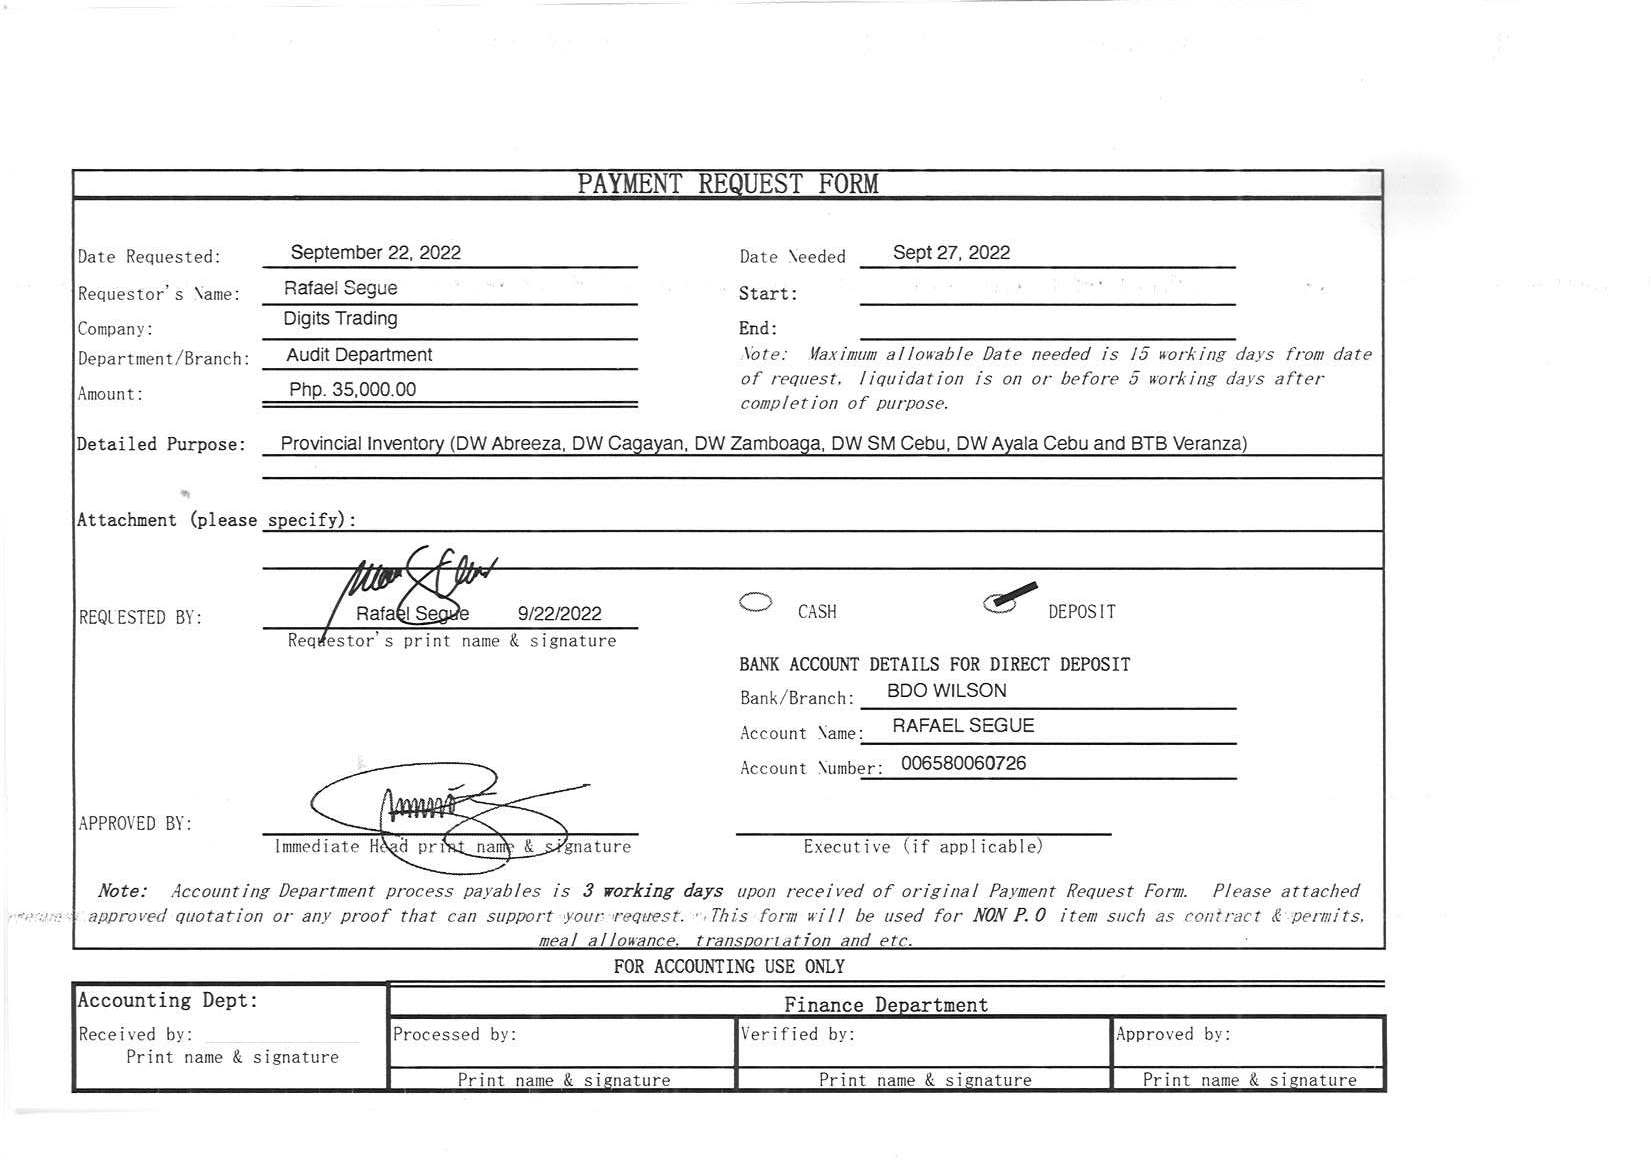 PAYMENT REQUEST FORM
Date Requested: September 22, 2022 Date Needed Sept 27, 2022
Requestor's Name: Rafael Segue Start:
Company: Digits Trading End:
Department/Branch: Audit Department Note: Maximum allowable Date needed is 15 working days from date
of request. liquidation is on or before 5 working days after
Amount: Php. 35,000.00 completion of purpose.
Detailed Purpose: Provincial Inventory (DW Abreeza, DW Cagayan, DW Zamboaga, DW SM Cebu, DW Ayala Cebu and BTB Veranza)
Attachment (please specify):
REQUESTED BY: Rafael Segue 9/22/2022 CASH DEPOSIT
Requestor's print name & signature
BANK ACCOUNT DETAILS FOR DIRECT DEPOSIT
Bank/Branch: BDO WILSON
Account Name: RAFAEL SEGUE
Account Number: 006580060726
APPROVED BY:
Immediate Head print name & signature Executive (if applicable)
Note: Accounting Department process payables is 3 working days upon received of original Payment Request Form. Please attached
approved quotation or any proof that can support your request. This form will be used for NON P.O item such as contract & permits,
meal allowance, transportation and etc.
FOR ACCOUNTING USE ONLY
Accounting Dept: Finance Department
Received by: Processed by: Verified by: Approved by:
Print name & signature
Print name & signature Print name & signature Print name & signature